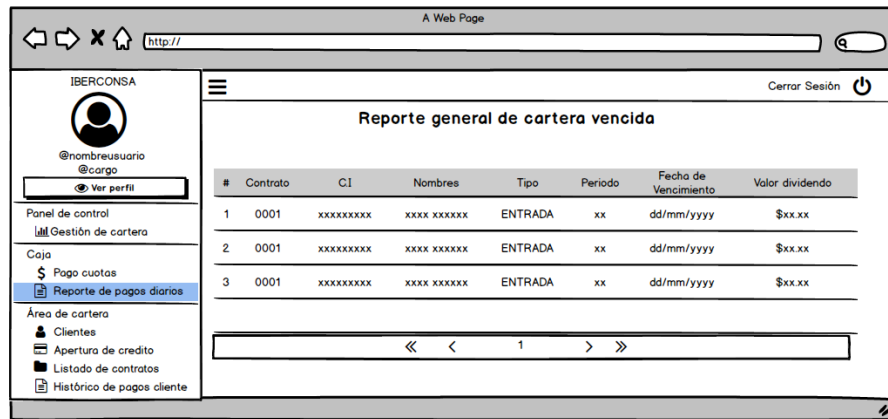 A Web Page
http://
IBERCONSA
@nombreusuario
@cargo
Ver perfil
Panel de control
Gestión de cartera
Caja
$ Pago cuotas
Reporte de pagos diarios
Área de cartera
Clientes
Apertura de credito
Listado de contratos
Histórico de pagos cliente
Cerrar Sesión
Reporte general de cartera vencida
# Contrato C.I Nombres Tipo Periodo Fecha de Vencimiento Valor dividendo
1 0001 xxxxxxxxx xxxx xxxxxx ENTRADA xx dd/mm/yyyy $xx.xx
2 0001 xxxxxxxxx xxxx xxxxxx ENTRADA xx dd/mm/yyyy $xx.xx
3 0001 xxxxxxxxx xxxx xxxxxx ENTRADA xx dd/mm/yyyy $xx.xx
« < 1 > »